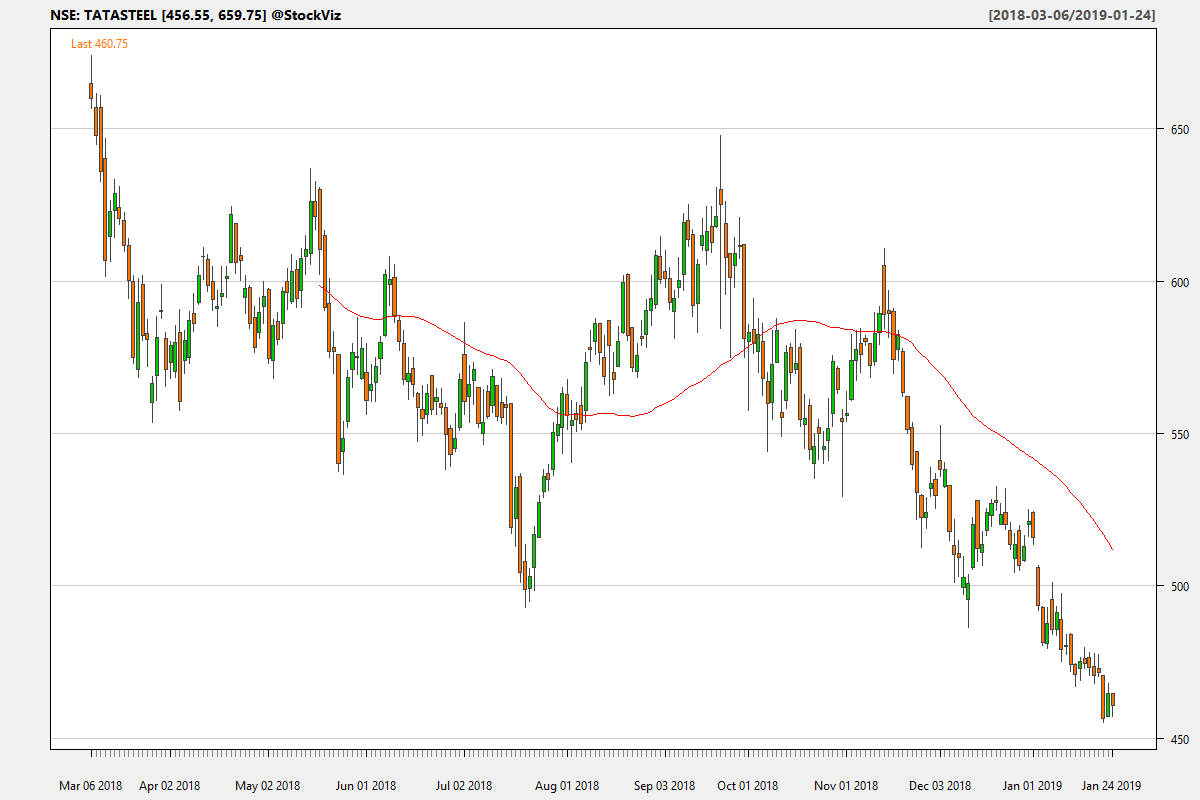 NSE: TATASTEEL [456.55, 659.75] @StockViz
[2018-03-06/2019-01-24]
Last 460.75
650
600
550
500
450
Mar 06 2018
Apr 02 2018
May 02 2018
Jun 01 2018
Jul 02 2018
Aug 01 2018
Sep 03 2018
Oct 01 2018
Nov 01 2018
Dec 03 2018
Jan 01 2019
Jan 24 2019